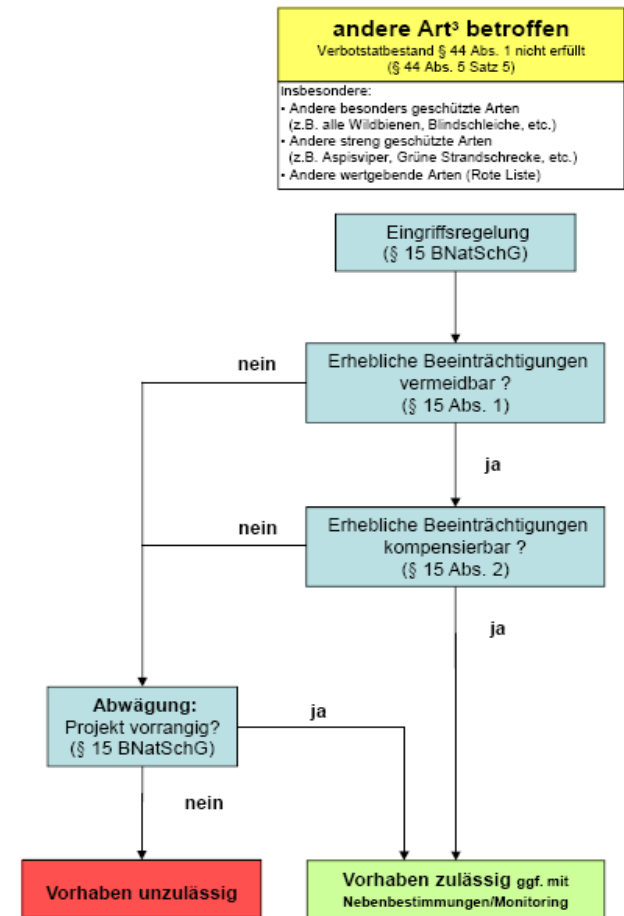 andere Art³ betroffen
Verbotstatbestand § 44 Abs. 1 nicht erfüllt
(§ 44 Abs. 5 Satz 5)
Insbesondere:
• Andere besonders geschützte Arten
(z.B. alle Wildbienen, Blindschleiche, etc.)
• Andere streng geschützte Arten
(z.B. Aspisviper, Grüne Strandschrecke, etc.)
• Andere wertgebende Arten (Rote Liste)
Eingriffsregelung
(§ 15 BNatSchG)
nein
Erhebliche Beeinträchtigungen
vermeidbar ?
(§ 15 Abs. 1)
ja
nein
Erhebliche Beeinträchtigungen
kompensierbar ?
(§ 15 Abs. 2)
ja
Abwägung:
Projekt vorrangig?
(§ 15 BNatSchG)
ja
nein
Vorhaben unzulässig
Vorhaben zulässig ggf. mit
Nebenbestimmungen/Monitoring